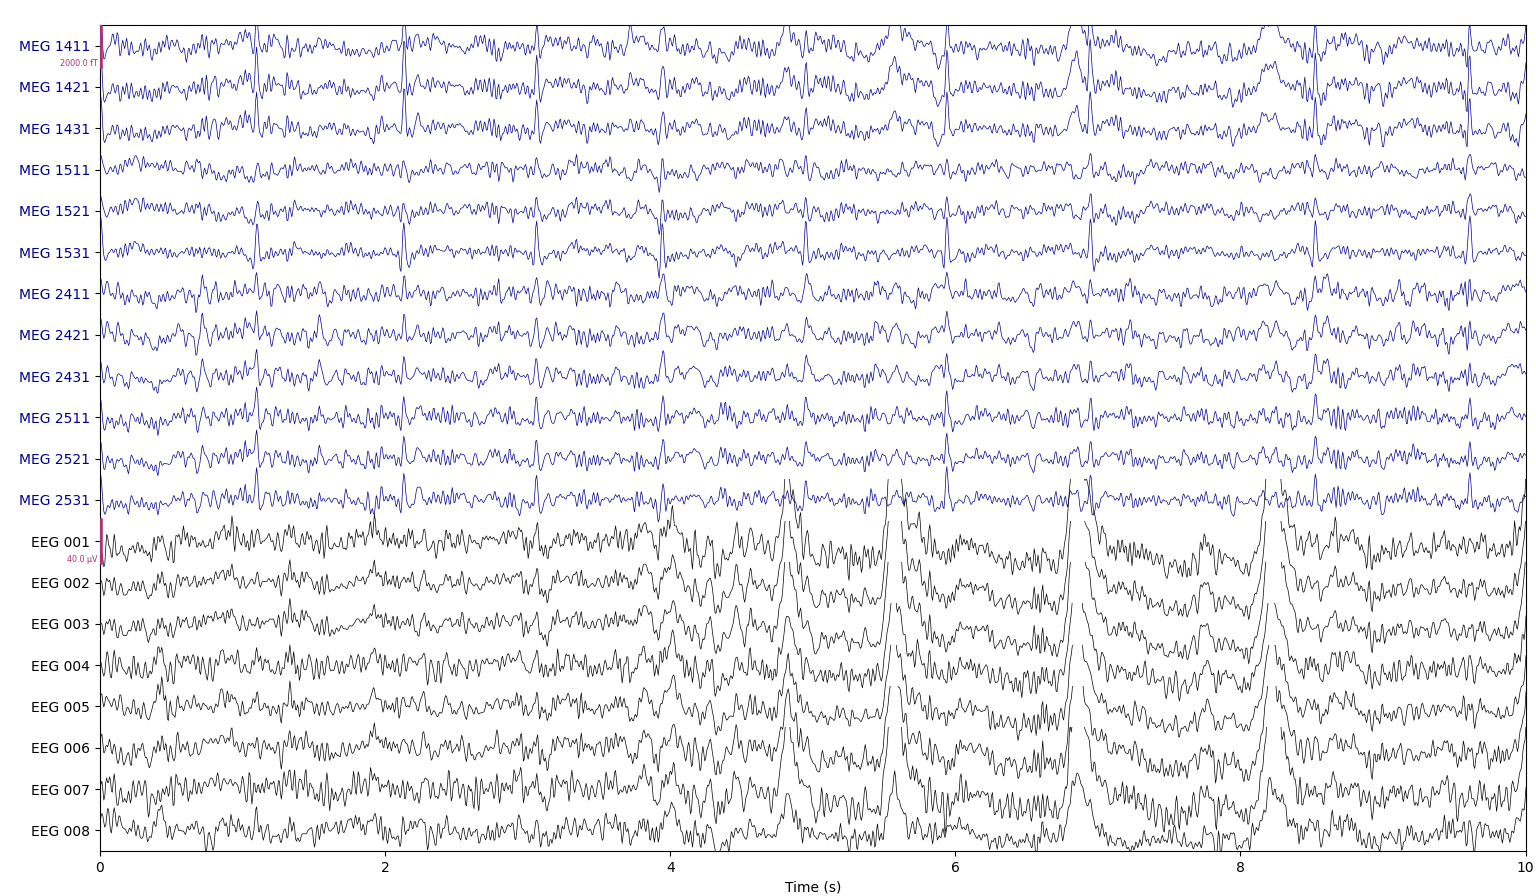 MEG 1411
2000.0 fT
MEG 1421
MEG 1431
MEG 1511
MEG 1521
MEG 1531
MEG 2411
MEG 2421
MEG 2431
MEG 2511
MEG 2521
MEG 2531
EEG 001
40.0 µV
EEG 002
EEG 003
EEG 004
EEG 005
EEG 006
EEG 007
EEG 008
0 2 4 6 8 10
Time (s)